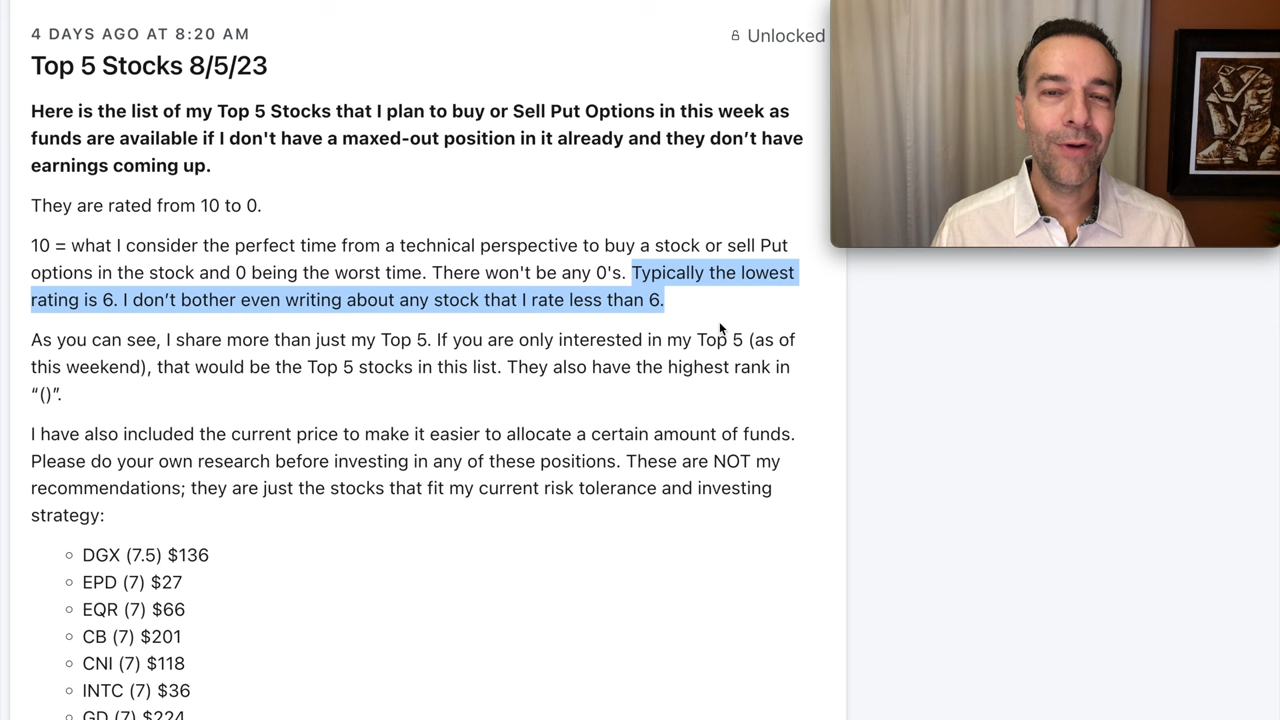 4 DAYS AGO AT 8:20 AM
Unlocked
Top 5 Stocks 8/5/23
Here is the list of my Top 5 Stocks that I plan to buy or Sell Put Options in this week as
funds are available if I don't have a maxed-out position in it already and they don’t have
earnings coming up.
They are rated from 10 to 0.
10 = what I consider the perfect time from a technical perspective to buy a stock or sell Put
options in the stock and 0 being the worst time. There won't be any 0's. Typically the lowest
rating is 6. I don’t bother even writing about any stock that I rate less than 6.
As you can see, I share more than just my Top 5. If you are only interested in my Top 5 (as of
this weekend), that would be the Top 5 stocks in this list. They also have the highest rank in
“()”.
I have also included the current price to make it easier to allocate a certain amount of funds.
Please do your own research before investing in any of these positions. These are NOT my
recommendations; they are just the stocks that fit my current risk tolerance and investing
strategy:
DGX (7.5) $136
EPD (7) $27
EQR (7) $66
CB (7) $201
CNI (7) $118
INTC (7) $36
GD (7) $224